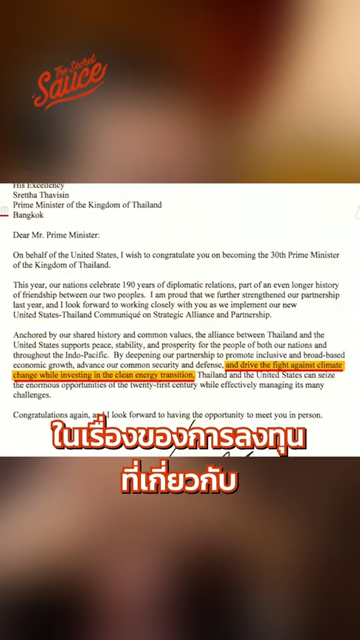 The Secret
Sauce
His Excellency
Srettha Thavisin
Prime Minister of the Kingdom of Thailand
Bangkok
Dear Mr. Prime Minister:
On behalf of the United States, I wish to congratulate you on becoming the 30th Prime Minister
of the Kingdom of Thailand.
This year, our nations celebrate 190 years of diplomatic relations, part of an even longer history
of friendship between our two peoples. I am proud that we further strengthened our partnership
last year, and I look forward to working closely with you as we implement our new
United States-Thailand Communiqué on Strategic Alliance and Partnership.
Anchored by our shared history and common values, the alliance between Thailand and the
United States supports peace, stability, and prosperity for the people of both our nations and
throughout the Indo-Pacific. By deepening our partnership to promote inclusive and broad-based
economic growth, advance our common security and defense, and drive the fight against climate
change while investing in the clean energy transition, Thailand and the United States can seize
the enormous opportunities of the twenty-first century while effectively managing its many
challenges.
Congratulations again, and I look forward to having the opportunity to meet you in person.
ในเรื่องของการลงทุน
ที่เกี่ยวกับ